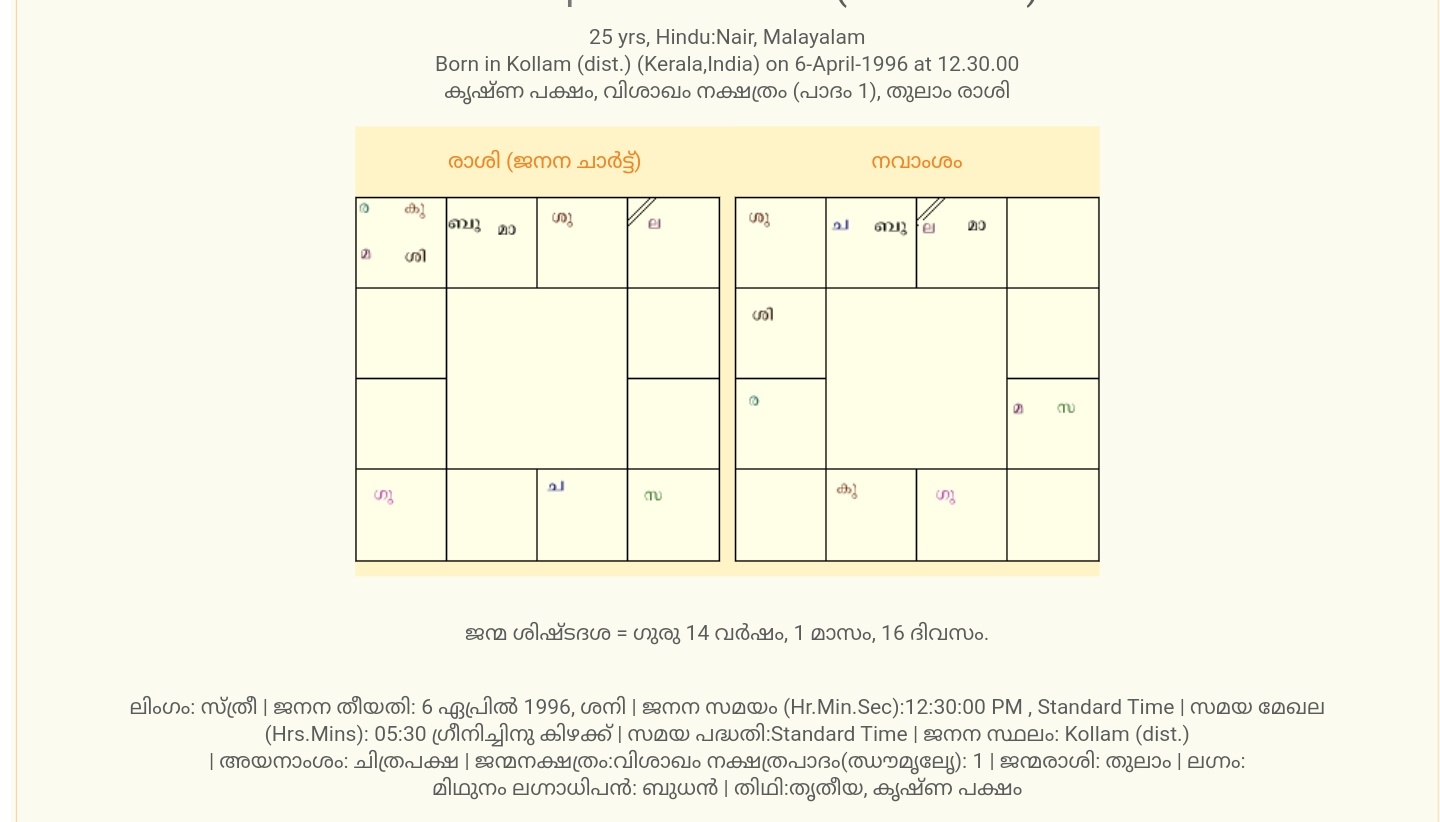 25 yrs, Hindu:Nair, Malayalam
Born in Kollam (dist.) (Kerala,India) on 6-April-1996 at 12.30.00
കൃഷ്ണ പക്ഷം, വിശാഖം നക്ഷത്രം (പാദം 1), തുലാം രാശി
രാശി (ജനന ചാർട്ട്) നവാംശം
ര കു ബു മാ ശു ല ശു ച ബു ല മാ
മ ശി
ശി
ര മ സ
ഗു ച സ കു ഗു
ജന്മ ശിഷ്ടദശ = ഗുരു 14 വർഷം, 1 മാസം, 16 ദിവസം.
ലിംഗം: സ്ത്രീ | ജനന തീയതി: 6 ഏപ്രിൽ 1996, ശനി | ജനന സമയം (Hr.Min.Sec):12:30:00 PM , Standard Time | സമയ മേഖല
(Hrs.Mins): 05:30 ഗ്രീനിച്ചിനു കിഴക്ക് | സമയ പദ്ധതി:Standard Time | ജനന സ്ഥലം: Kollam (dist.)
| അയനാംശം: ചിത്രപക്ഷ | ജന്മനക്ഷത്രം:വിശാഖം നക്ഷത്രപാദം(ഝൗമൃലേൃ): 1 | ജന്മരാശി: തുലാം | ലഗ്നം:
മിഥുനം ലഗ്നാധിപൻ: ബുധൻ | തിഥി:തൃതീയ, കൃഷ്ണ പക്ഷം